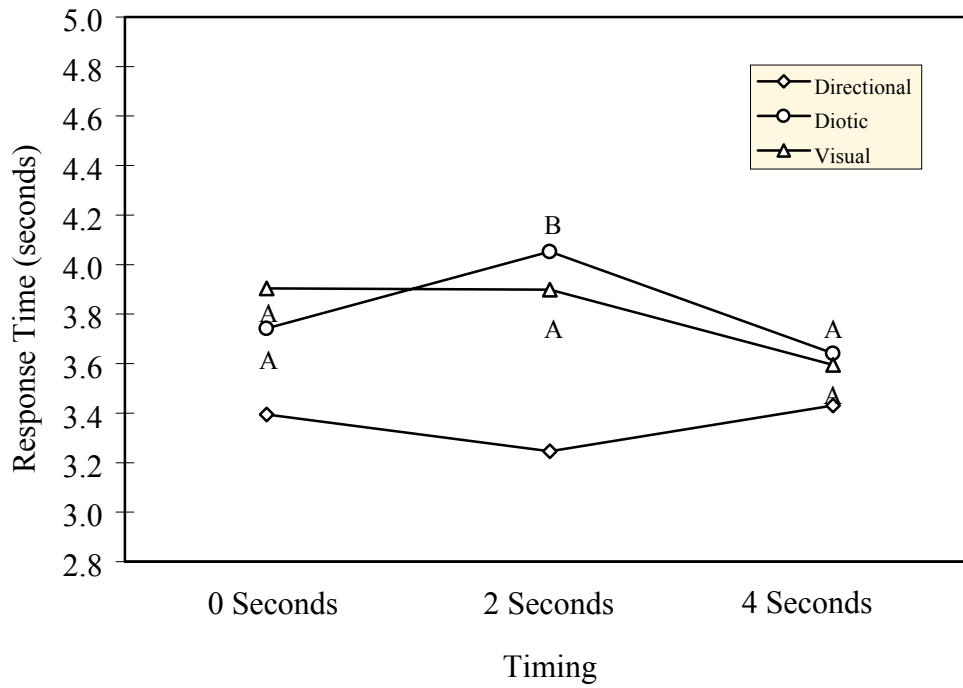 5.0
4.8
4.6
4.4
4.2
4.0
3.8
3.6
3.4
3.2
3.0
2.8
Response Time (seconds)
Directional
Diotic
Visual
B
A
A
A
A
A
0 Seconds 2 Seconds 4 Seconds
Timing